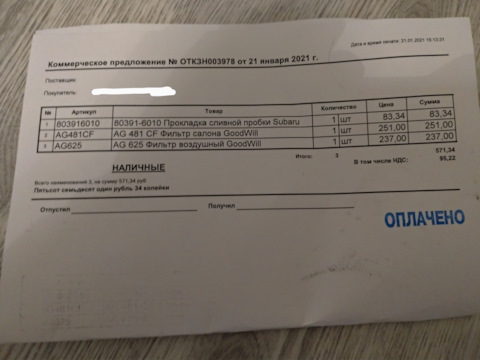 Дата и время печати: 21.01.2021 15:13:31
Коммерческое предложение № ОТКЗН003978 от 21 января 2021 г.
Поставщик:
Покупатель:
№ Артикул Товар Количество Цена Сумма
1 803916010 80391-6010 Прокладка сливной пробки Subaru 1 шт 83,34 83,34
2 AG481CF AG 481 CF Фильтр салона GoodWill 1 шт 251,00 251,00
3 AG625 AG 625 Фильтр воздушный GoodWill 1 шт 237,00 237,00
Итого: 3 571,34
НАЛИЧНЫЕ В том числе НДС: 95,22
Всего наименований 3, на сумму 571,34 руб
Пятьсот семьдесят один рубль 34 копейки
Отпустил Получил
ОПЛАЧЕНО